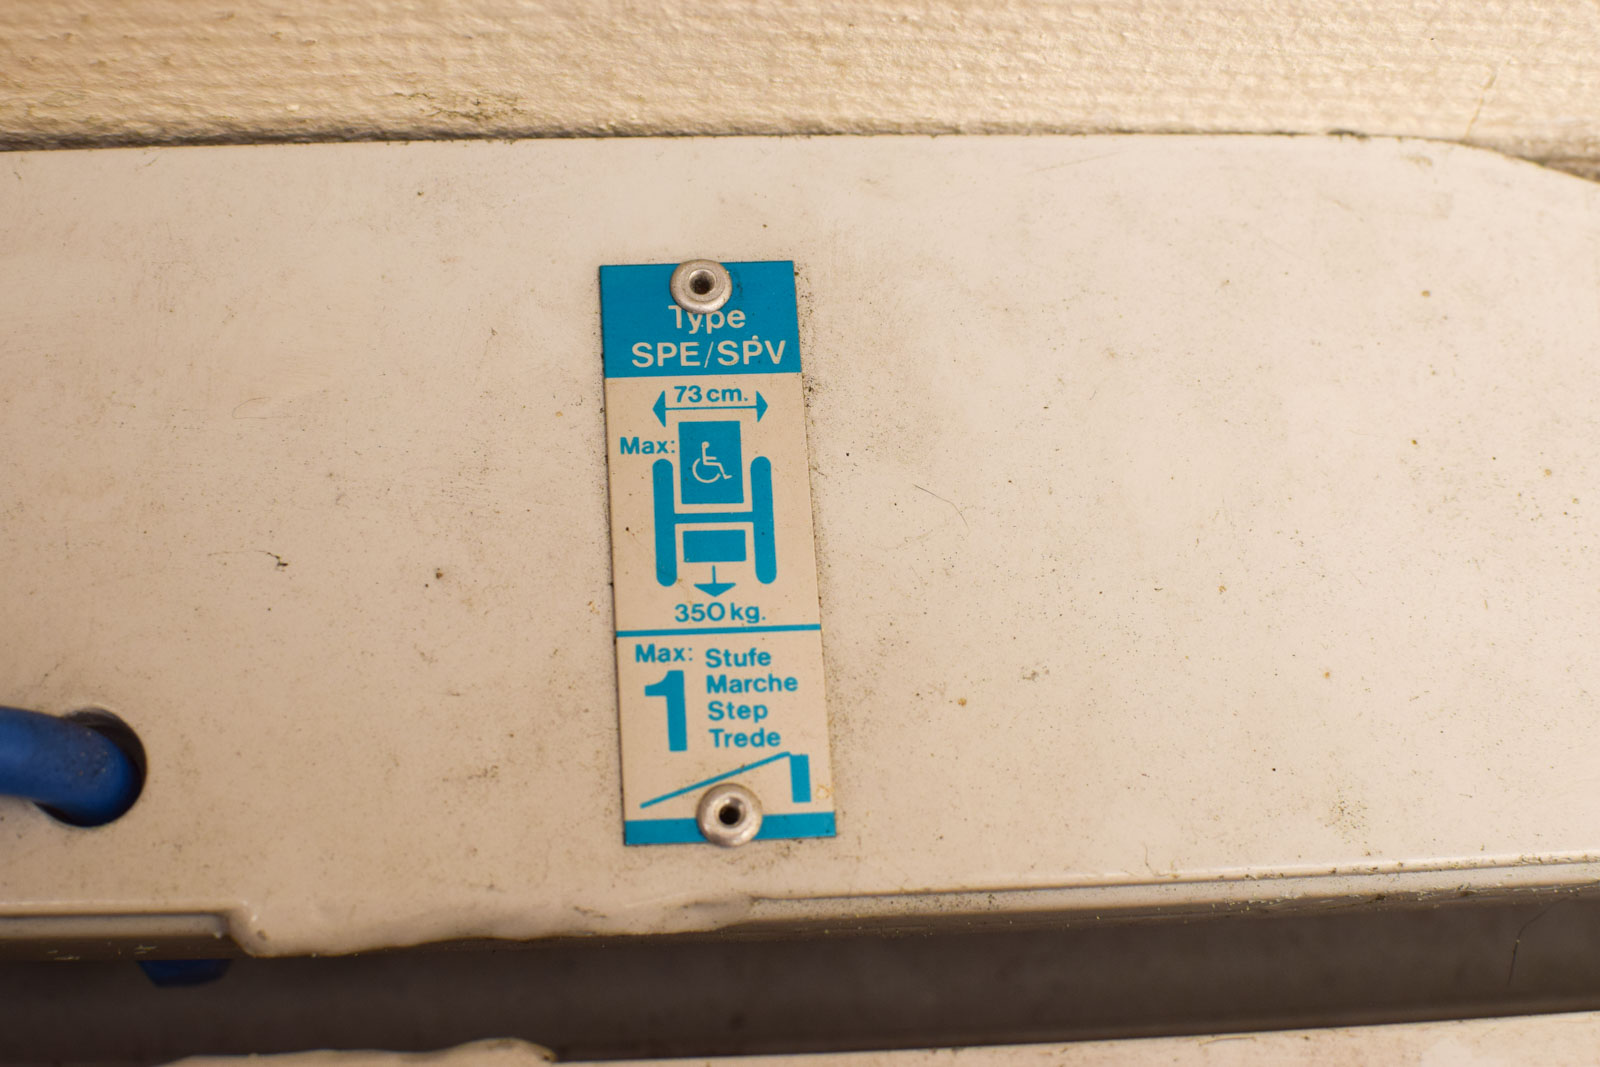 Type
SPE/SPV
73 cm.
Max:
350 kg.
Max: 1
Stufe
Marche
Step
Trede